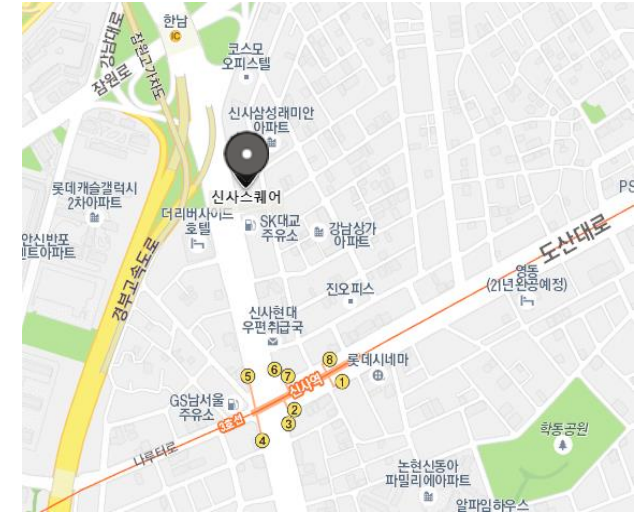 한남
IC
강남대로
잠원고가차도
잠원로
코스모
오피스텔
신사삼성래미안
아파트
롯데캐슬갤럭시
2차아파트
신사스퀘어
더리버사이드
호텔
SK대교
주유소
강남상가
아파트
PS
안신반포
센트아파트
경부고속도로
도산대로
영동
(21년완공예정)
진오피스
신사현대
우편취급국
롯데시네마
5
6
7
8
1
신사역
GS남서울
주유소
3호선
2
3
4
나루터로
학동공원
논현신동아
파밀리에아파트
알파임하우스